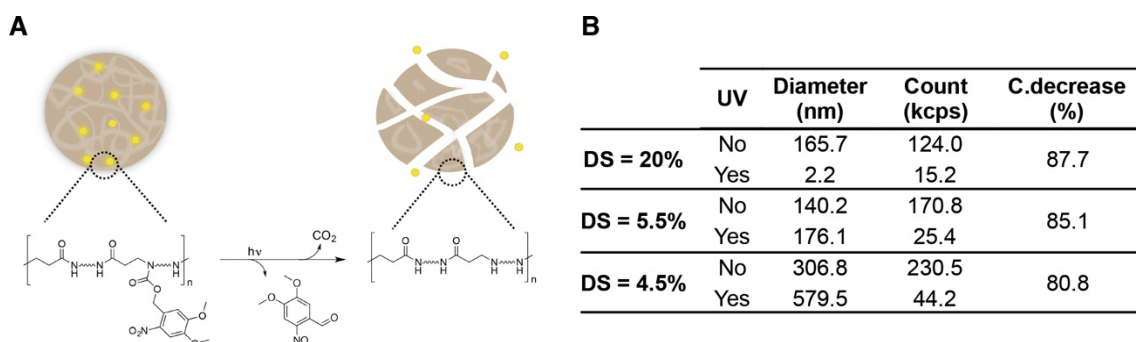 A
B
UV Diameter (nm) Count (kcps) C.decrease (%)
DS = 20% No 165.7 124.0 87.7
Yes 2.2 15.2
DS = 5.5% No 140.2 170.8 85.1
Yes 176.1 25.4
DS = 4.5% No 306.8 230.5 80.8
Yes 579.5 44.2
O O
N H N H N N H n
O O
NO₂ O
O
hν
CO₂
O
O
O
NO
O O
N H N H N H N H n